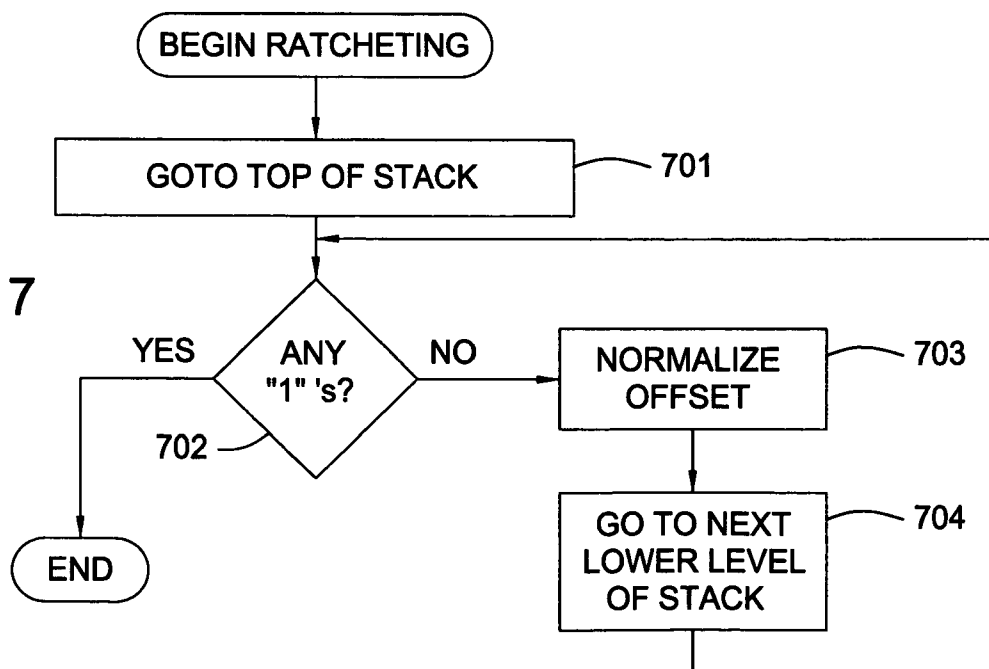 BEGIN RATCHETING
GOTO TOP OF STACK
701
7
YES
ANY
"1" 's?
NO
702
NORMALIZE
OFFSET
703
GO TO NEXT
LOWER LEVEL
OF STACK
704
END